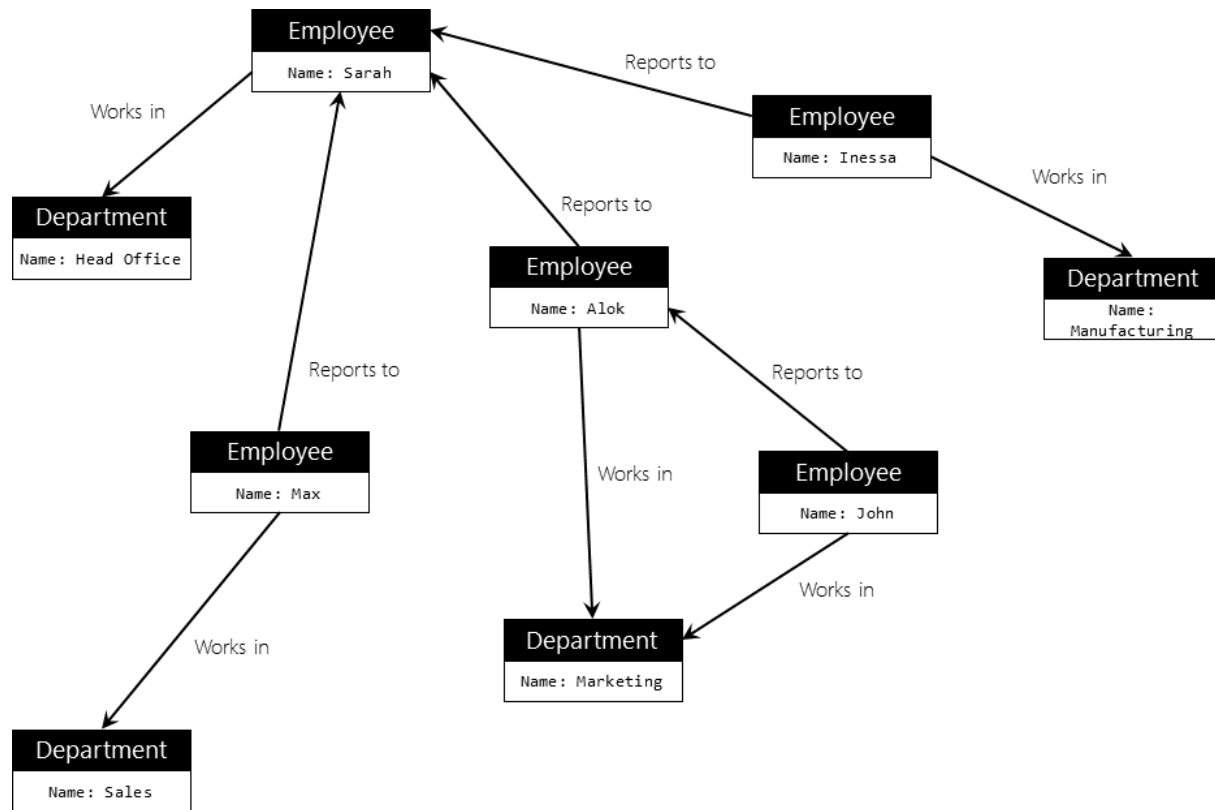 Employee
Name: Sarah
Reports to
Works in
Employee
Name: Inessa
Works in
Department
Name: Head Office
Reports to
Employee
Name: Alok
Department
Name:
Manufacturing
Reports to
Reports to
Employee
Name: Max
Works in
Employee
Name: John
Works in
Works in
Department
Name: Marketing
Department
Name: Sales